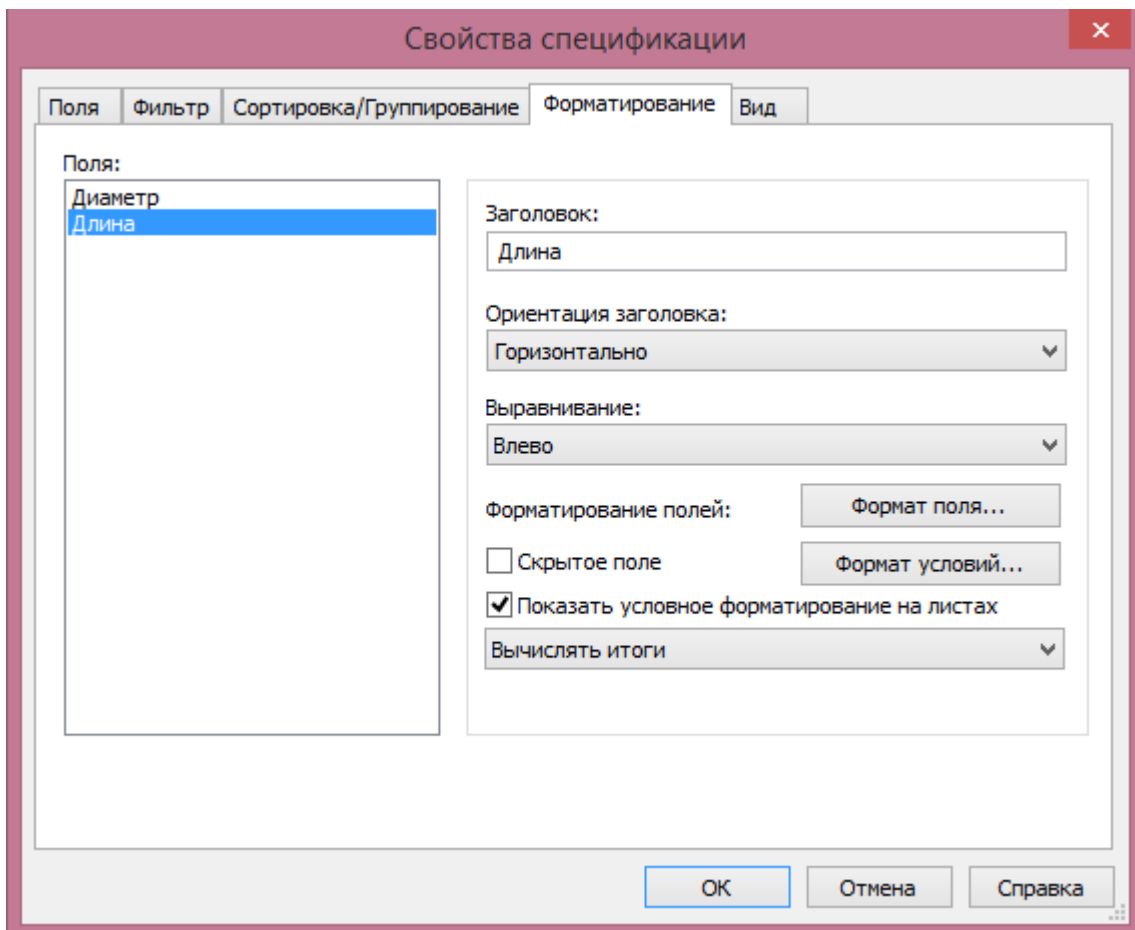 Свойства спецификации
Поля Фильтр Сортировка/Группирование Форматирование Вид
Поля:
Диаметр
Длина
Заголовок:
Длина
Ориентация заголовка:
Горизонтально
Выравнивание:
Влево
Форматирование полей: Формат поля...
Скрытое поле Формат условий...
Показать условное форматирование на листах
Вычислять итоги
ОК Отмена Справка